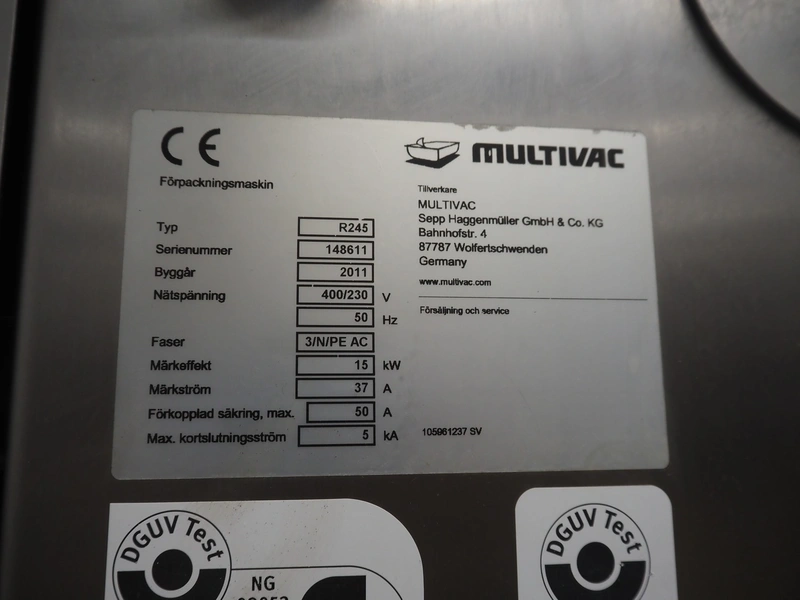 CE
MULTIVAC
Förpackningsmaskin
Typ R245
Serienummer 148611
Byggår 2011
Nätspänning 400/230 V
50 Hz
Faser 3/N/PE AC
Märkeffekt 15 kW
Märkström 37 A
Förkopplad säkring, max. 50 A
Max. kortslutningsström 5 kA
Tillverkare
MULTIVAC
Sepp Haggenmüller GmbH & Co. KG
Bahnhofstr. 4
87787 Wolfertschwenden
Germany
www.multivac.com
Försäljning och service
105961237 SV
DGUV Test
NG
DGUV Test